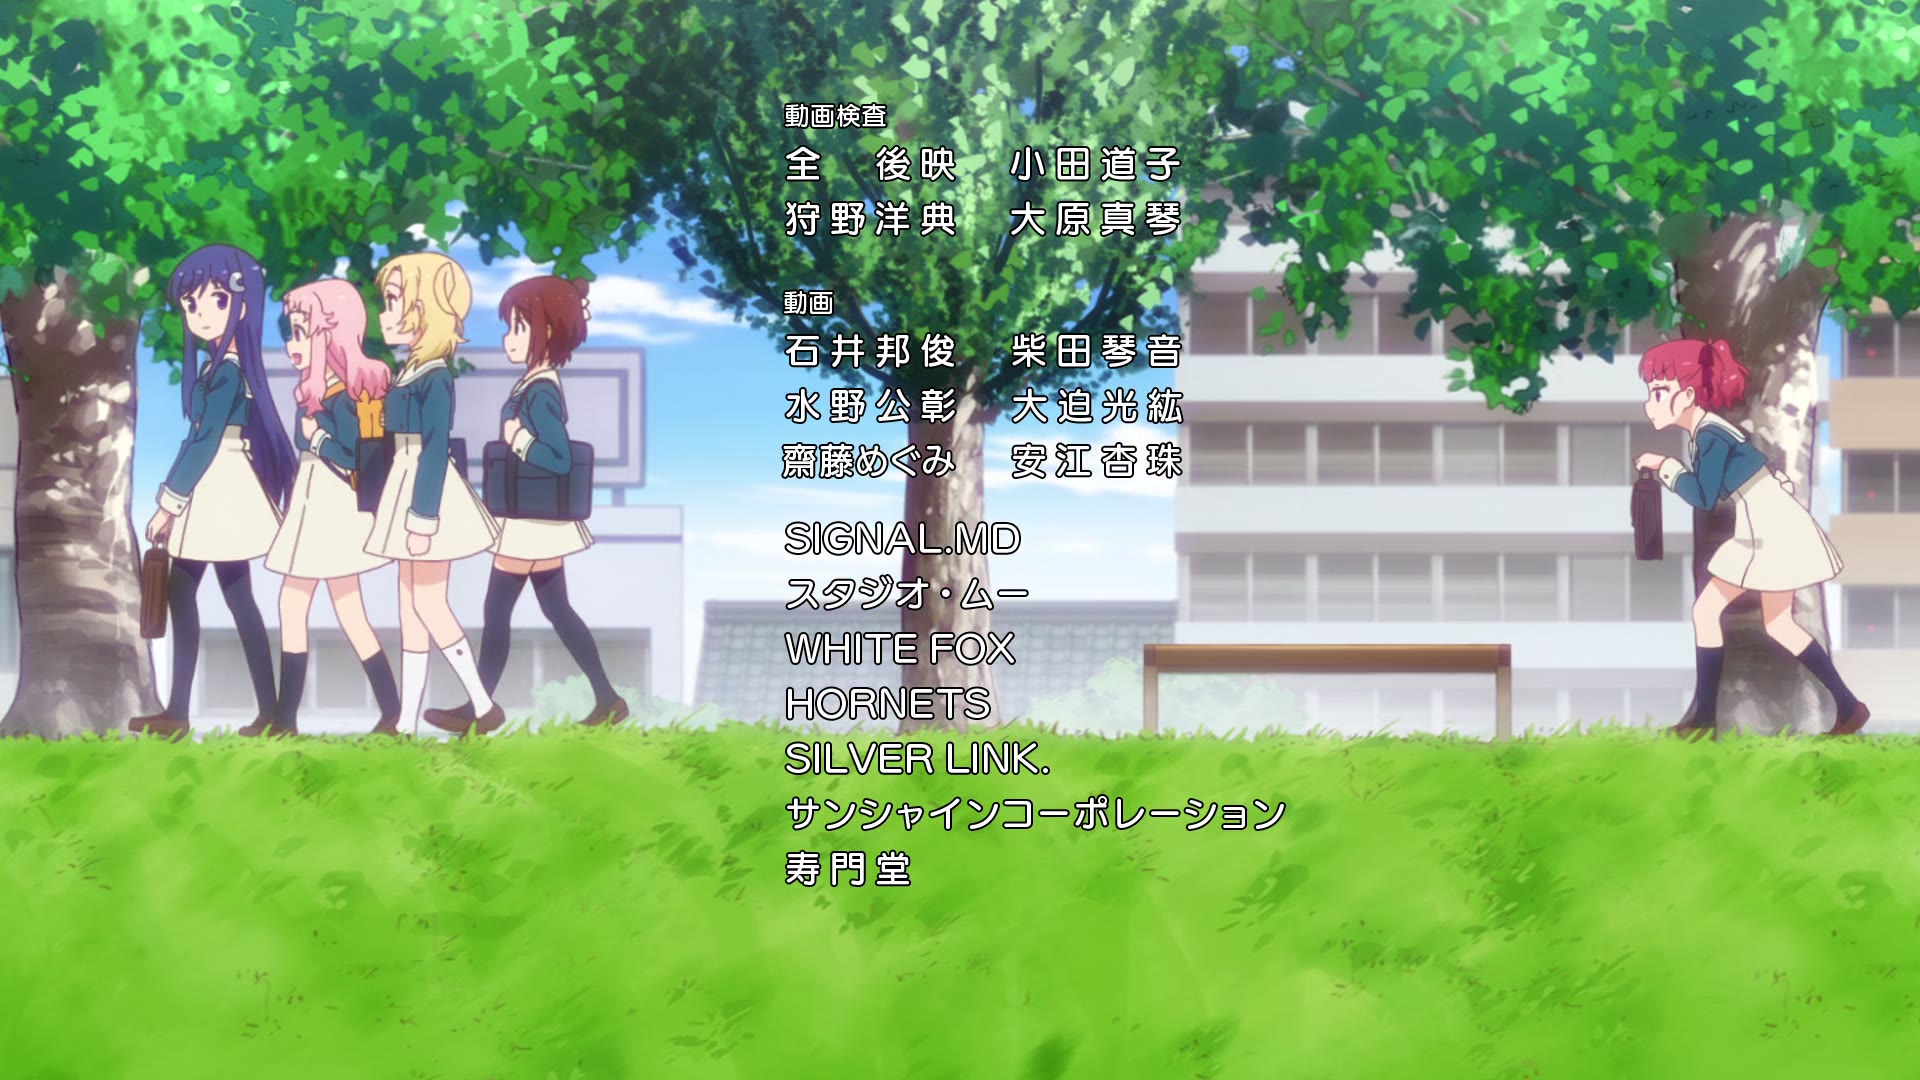 動画検査
全　後映　小田道子
狩野洋典　大原真琴
動画
石井邦俊　柴田琴音
水野公彰　大迫光紘
齋藤めぐみ　安江杏珠
SIGNAL.MD
スタジオ・ムー
WHITE FOX
HORNETS
SILVER LINK.
サンシャインコーポレーション
寿門堂